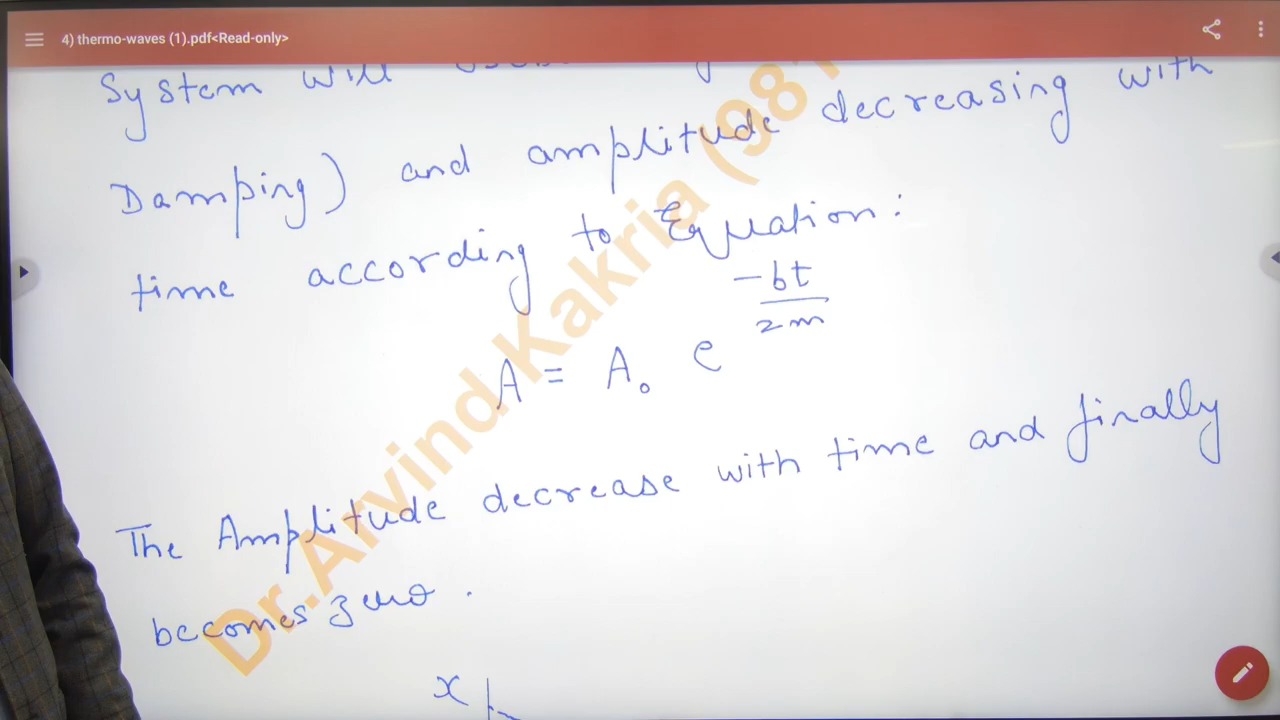 4) thermo-waves (1).pdf<Read-only>
System will
Damping) and amplitude decreasing with
time according to Equation:
A = A₀ e^(-bt/2m)
The Amplitude decrease with time and finally
becomes zero.
x
Dr.Arvind Kakria (981